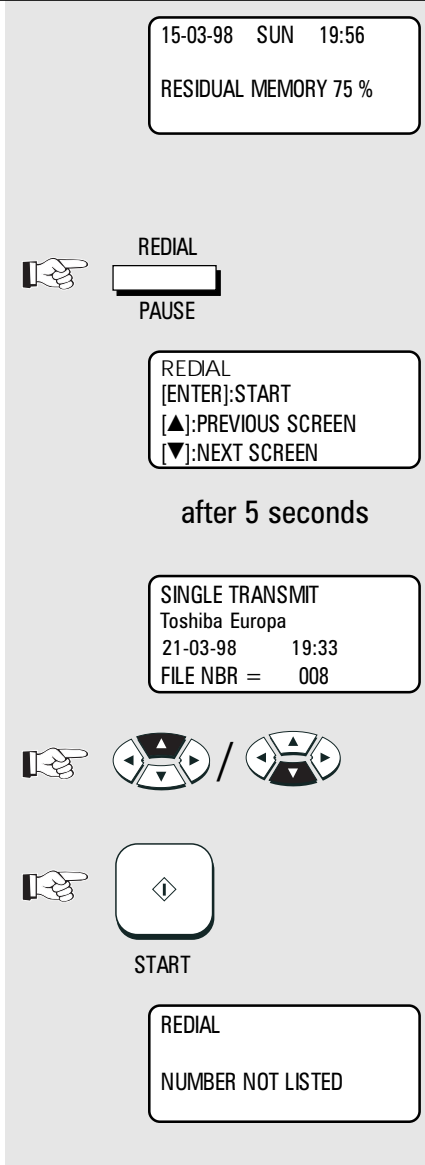 15-03-98 SUN 19:56
RESIDUAL MEMORY 75 %
REDIAL
PAUSE
REDIAL
[ENTER]:START
[▲]:PREVIOUS SCREEN
[▼]:NEXT SCREEN
after 5 seconds
SINGLE TRANSMIT
Toshiba Europa
21-03-98 19:33
FILE NBR = 008
/
START
REDIAL
NUMBER NOT LISTED